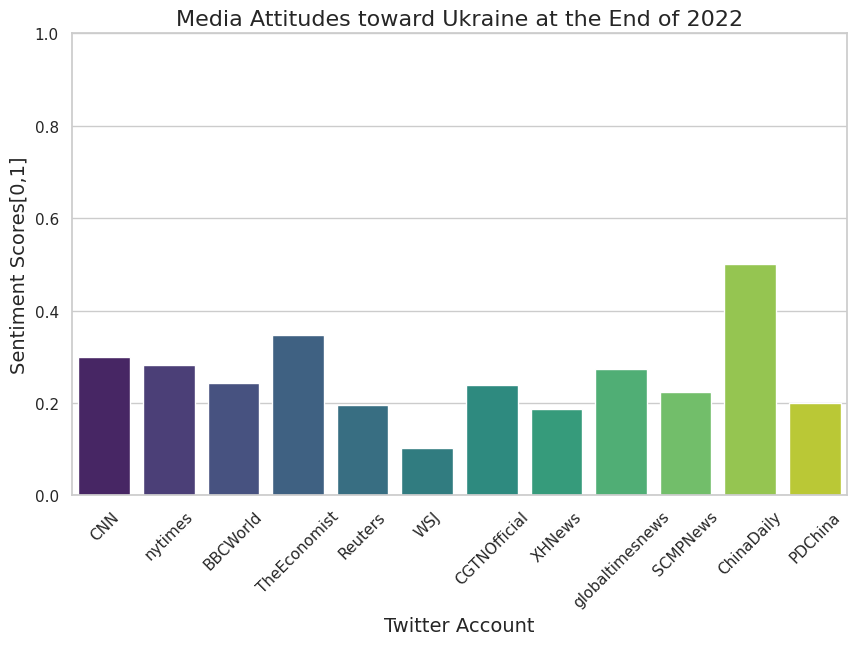 Media Attitudes toward Ukraine at the End of 2022
Sentiment Scores[0,1]
1.0
0.8
0.6
0.4
0.2
0.0
CNN
nytimes
BBCWorld
TheEconomist
Reuters
WSJ
CGTNOfficial
XHNews
globaltimesnews
SCMPNews
ChinaDaily
PDChina
Twitter Account